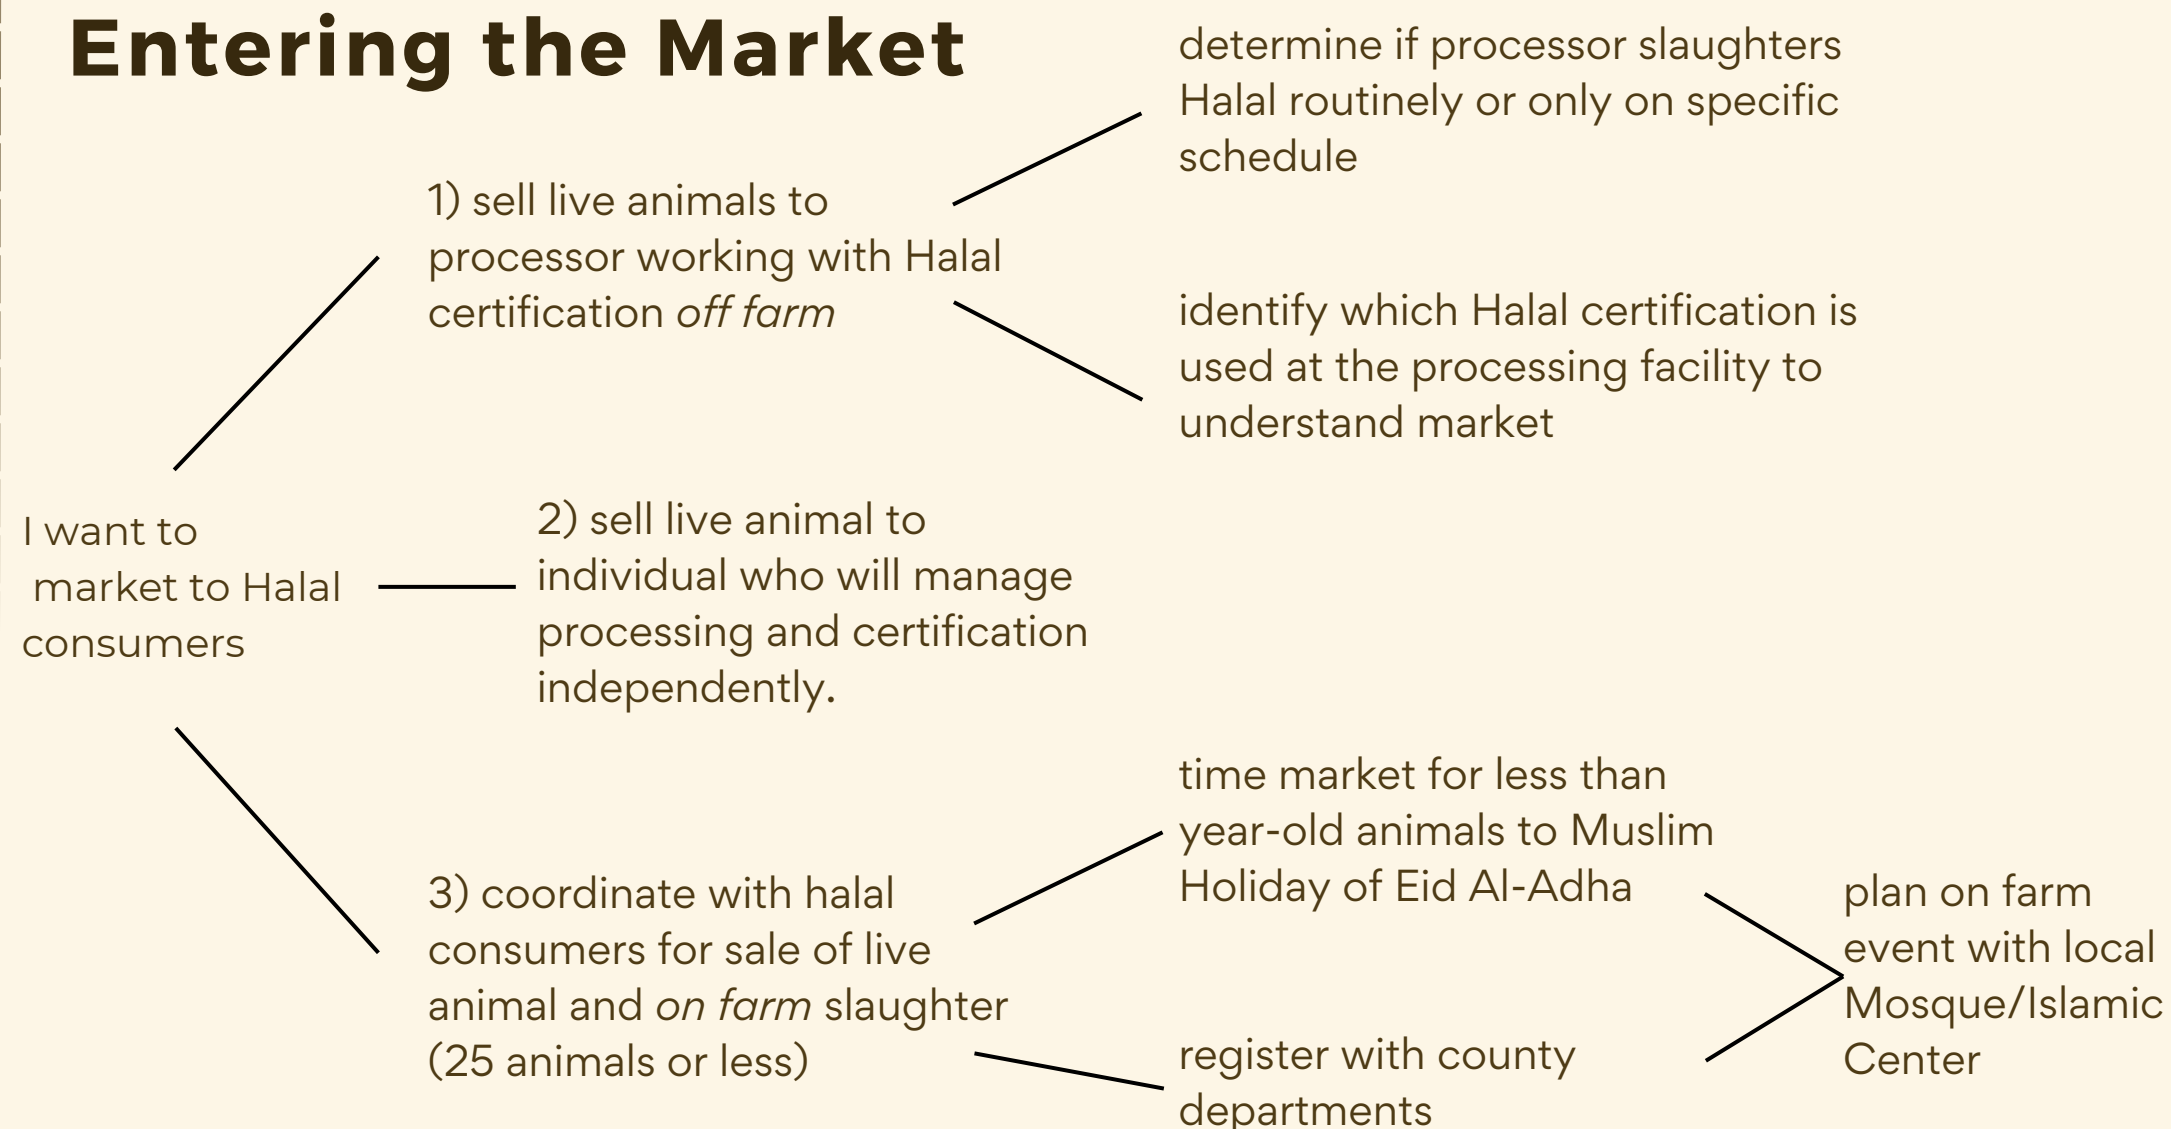 Entering the Market
determine if processor slaughters
Halal routinely or only on specific
schedule
1) sell live animals to
processor working with Halal
certification off farm
identify which Halal certification is
used at the processing facility to
understand market
I want to
market to Halal
consumers
2) sell live animal to
individual who will manage
processing and certification
independently.
3) coordinate with halal
consumers for sale of live
animal and on farm slaughter
(25 animals or less)
time market for less than
year-old animals to Muslim
Holiday of Eid Al-Adha
register with county
departments
plan on farm
event with local
Mosque/Islamic
Center